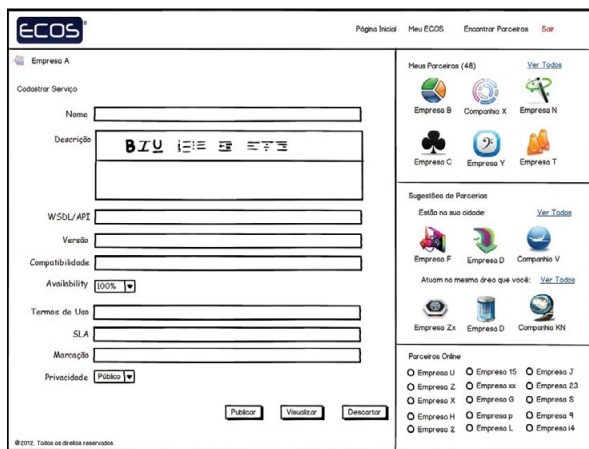 ECOS®
Página Inicial Meu ECOS Encontrar Parceiros Sair
Empresa A
Cadastrar Serviço
Nome
Descrição
B I U
WSDL/API
Versão
Compatibilidade
Availability 100%
Termos de Uso
SLA
Marcação
Privacidade Público
Publicar Visualizar Descartar
@2012. Todos os direitos reservados.
Meus Parceiros (48) Ver Todos
Empresa B Companhia X Empresa N
Empresa C Empresa Y Empresa T
Sugestões de Parcerias
Estão na sua cidade: Ver Todos
Empresa F Empresa D Companhia V
Atuam na mesma área que você: Ver Todos
Empresa Zx Empresa D Companhia KN
Parceiros Online
Empresa U Empresa 15 Empresa J
Empresa Z Empresa xx Empresa 23
Empresa X Empresa G Empresa S
Empresa H Empresa p Empresa 9
Empresa 2 Empresa L Empresa 14